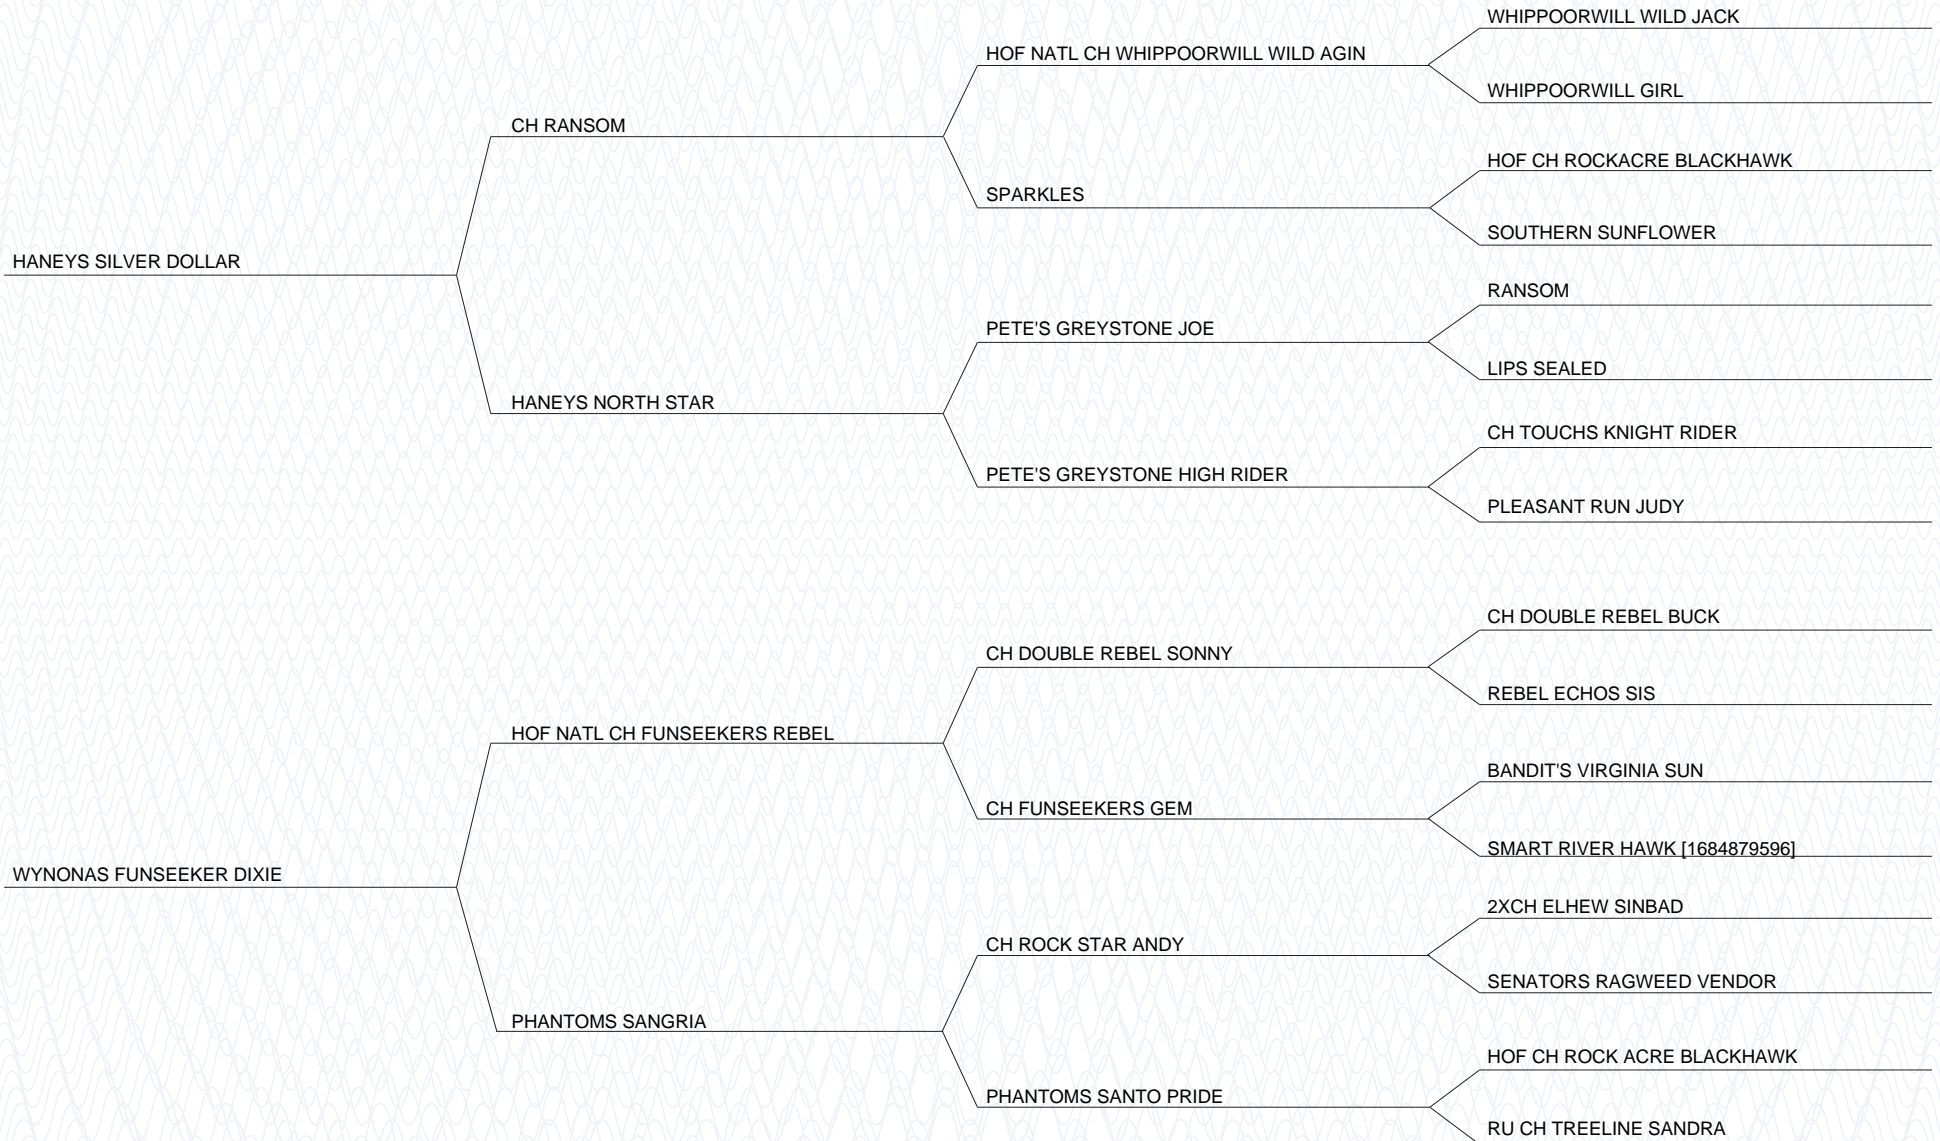 WHIPPOORWILL WILD JACK
HOF NATL CH WHIPPOORWILL WILD AGIN
WHIPPOORWILL GIRL
CH RANSOM
HOF CH ROCKACRE BLACKHAWK
SPARKLES
SOUTHERN SUNFLOWER
HANEYS SILVER DOLLAR
RANSOM
PETE'S GREYSTONE JOE
LIPS SEALED
HANEYS NORTH STAR
CH TOUCHS KNIGHT RIDER
PETE'S GREYSTONE HIGH RIDER
PLEASANT RUN JUDY
CH DOUBLE REBEL BUCK
CH DOUBLE REBEL SONNY
REBEL ECHOS SIS
HOF NATL CH FUNSEEKERS REBEL
BANDIT'S VIRGINIA SUN
CH FUNSEEKERS GEM
SMART RIVER HAWK [1684879596]
WYNONAS FUNSEEKER DIXIE
2XCH ELHEW SINBAD
CH ROCK STAR ANDY
SENATORS RAGWEED VENDOR
PHANTOMS SANGRIA
HOF CH ROCK ACRE BLACKHAWK
PHANTOMS SANTO PRIDE
RU CH TREELINE SANDRA